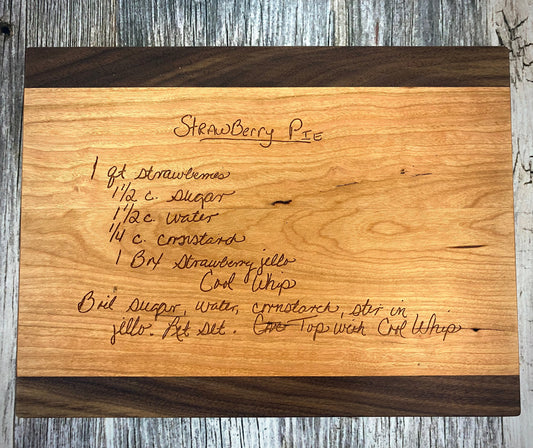 Strawberry Pie
1 qt strawberries
1 1/2 c. sugar
1 1/2 c. water
1/4 c. cornstarch
1 Box strawberry jello
Cool Whip
Boil sugar, water, cornstarch, ster in
jello. Let set. Top with Cool Whip